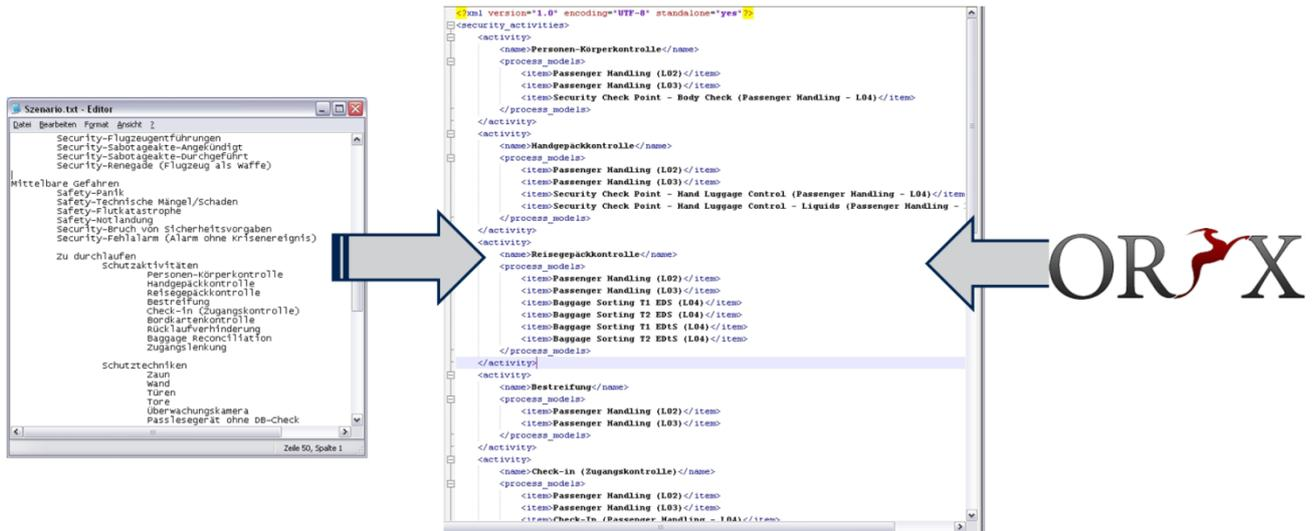 Szenario.txt - Editor
Datei Bearbeiten Format Ansicht ?
Security-Flugzeugentführungen
Security-Sabotageakte-Angekündigt
Security-Sabotageakte-Durchgeführt
Security-Renegade (Flugzeug als Waffe)
Mittelbare Gefahren
Safety-Panik
Safety-Technische Mängel/Schaden
Safety-Flutkatastrophe
Safety-Notlandung
Security-Bruch von Sicherheitsvorgaben
Security-Fehlalarm (Alarm ohne Krisenereignis)
Zu durchlaufen
Schutzaktivitäten
Personen-Körperkontrolle
Handgepäckkontrolle
Reisegepäckkontrolle
Bestreifung
Check-in (Zugangskontrolle)
Bordkartenkontrolle
Rücklaufverhinderung
Baggage Reconciliation
Zugangslenkung
Schutztechniken
Zaun
Wand
Türen
Tore
Überwachungskamera
Passlesegerät ohne DB-Check
Zeile 50, Spalte 1
<?xml version="1.0" encoding="UTF-8" standalone="yes"?>
<security_activities>
<activity>
<name>Personen-Körperkontrolle</name>
<process_models>
<item>Passenger Handling (L02)</item>
<item>Passenger Handling (L03)</item>
<item>Security Check Point - Body Check (Passenger Handling - L04)</item>
</process_models>
</activity>
<activity>
<name>Handgepäckkontrolle</name>
<process_models>
<item>Passenger Handling (L02)</item>
<item>Passenger Handling (L03)</item>
<item>Security Check Point - Hand Luggage Control (Passenger Handling - L04)</item
<item>Security Check Point - Hand Luggage Control - Liquids (Passenger Handling -
</process_models>
</activity>
<activity>
<name>Reisegepäckkontrolle</name>
<process_models>
<item>Passenger Handling (L02)</item>
<item>Passenger Handling (L03)</item>
<item>Baggage Sorting T1 EDS (L04)</item>
<item>Baggage Sorting T2 EDS (L04)</item>
<item>Baggage Sorting T1 EDtS (L04)</item>
<item>Baggage Sorting T2 EDtS (L04)</item>
</process_models>
</activity>
<activity>
<name>Bestreifung</name>
<process_models>
<item>Passenger Handling (L02)</item>
<item>Passenger Handling (L03)</item>
</process_models>
</activity>
<activity>
<name>Check-in (Zugangskontrolle)</name>
<process_models>
<item>Passenger Handling (L02)</item>
<item>Passenger Handling (L03)</item>
<item>Check-In (Passenger Handling - L04)</item>
ORYX